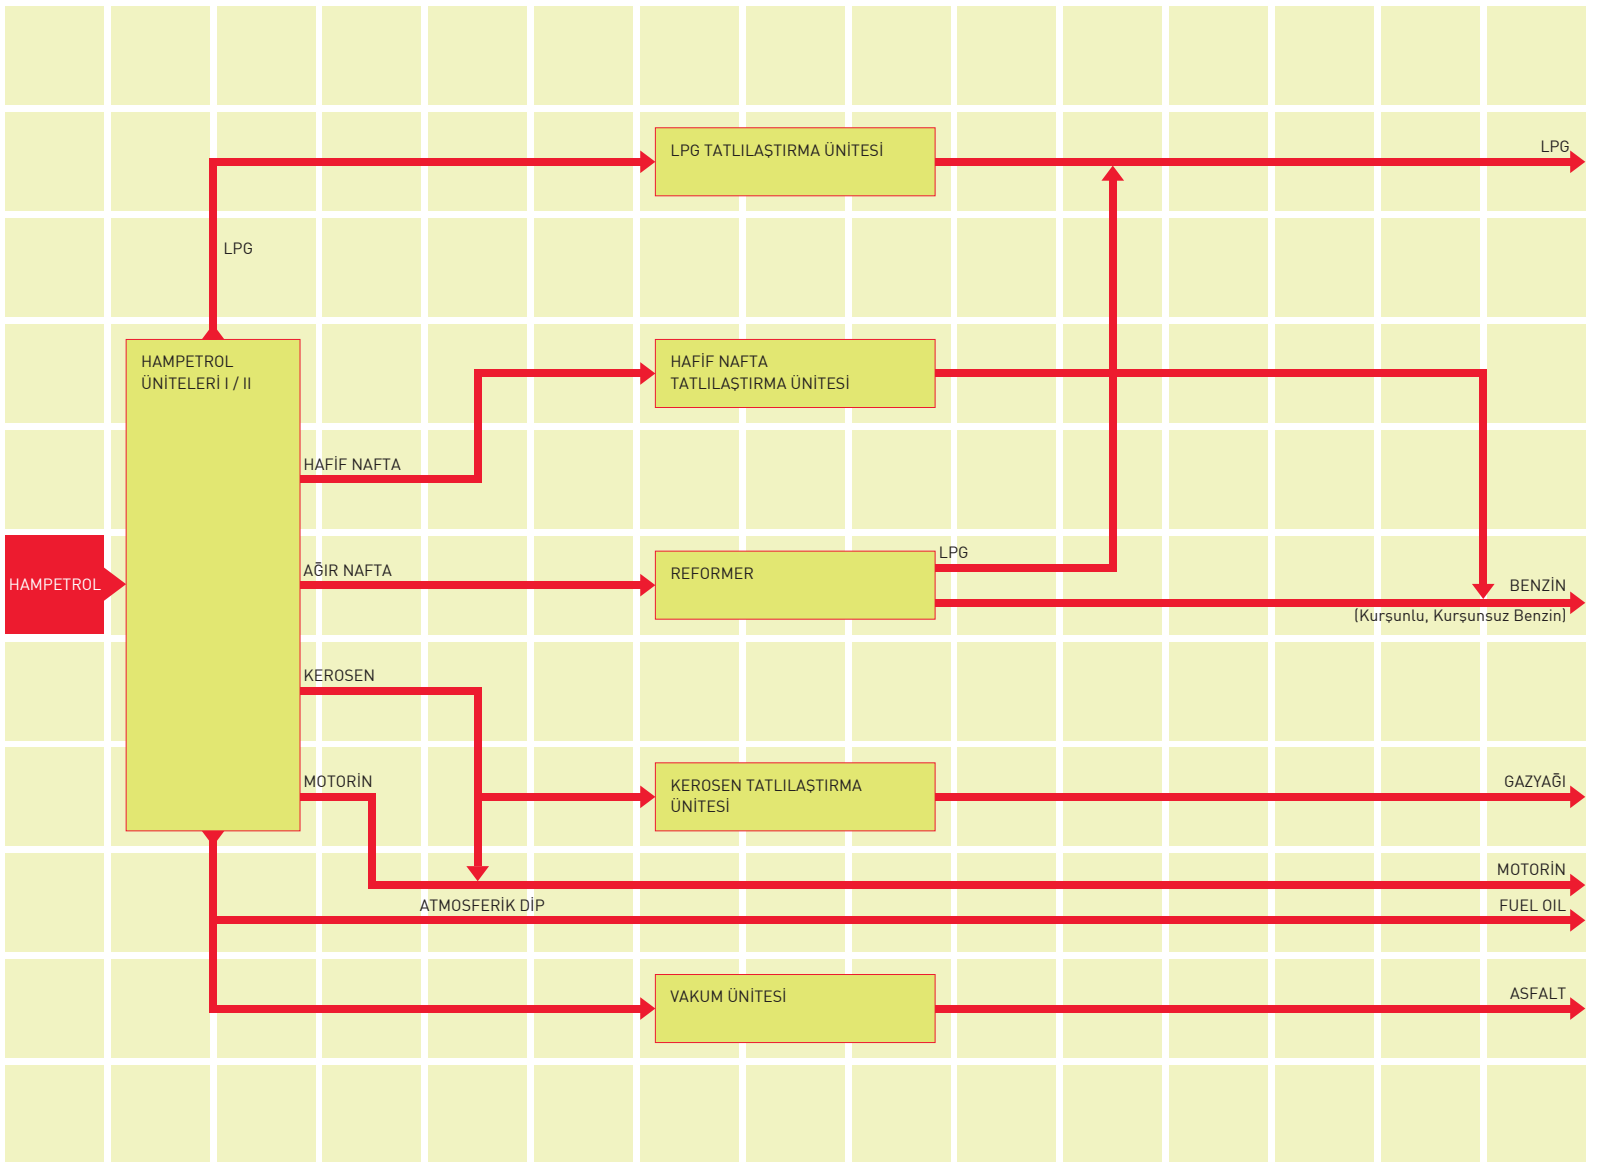 LPG TATLILAŞTIRMA ÜNİTESİ
LPG
LPG
HAMPETROL
ÜNİTELERİ I / II
HAFİF NAFTA
TATLILAŞTIRMA ÜNİTESİ
HAFİF NAFTA
HAMPETROL
AĞIR NAFTA
REFORMER
LPG
BENZİN
(Kurşunlu, Kurşunsuz Benzin)
KEROSEN
MOTORİN
KEROSEN TATLILAŞTIRMA
ÜNİTESİ
GAZYAĞI
MOTORİN
ATMOSFERİK DİP
FUEL OIL
VAKUM ÜNİTESİ
ASFALT